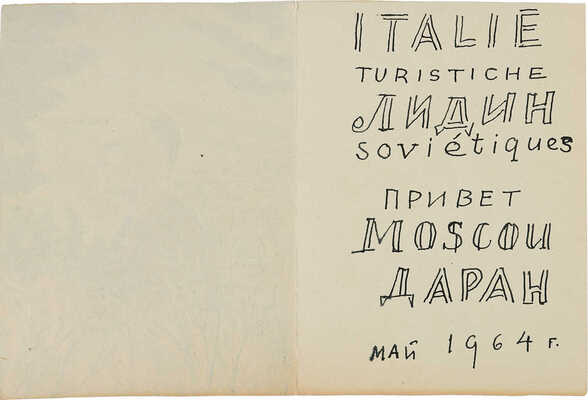 ITALIE
TURISTICHE
ЛИДИН
soviétiques
ПРИВЕТ
MOSCOU
ДАРАН
МАЙ 1964 г.